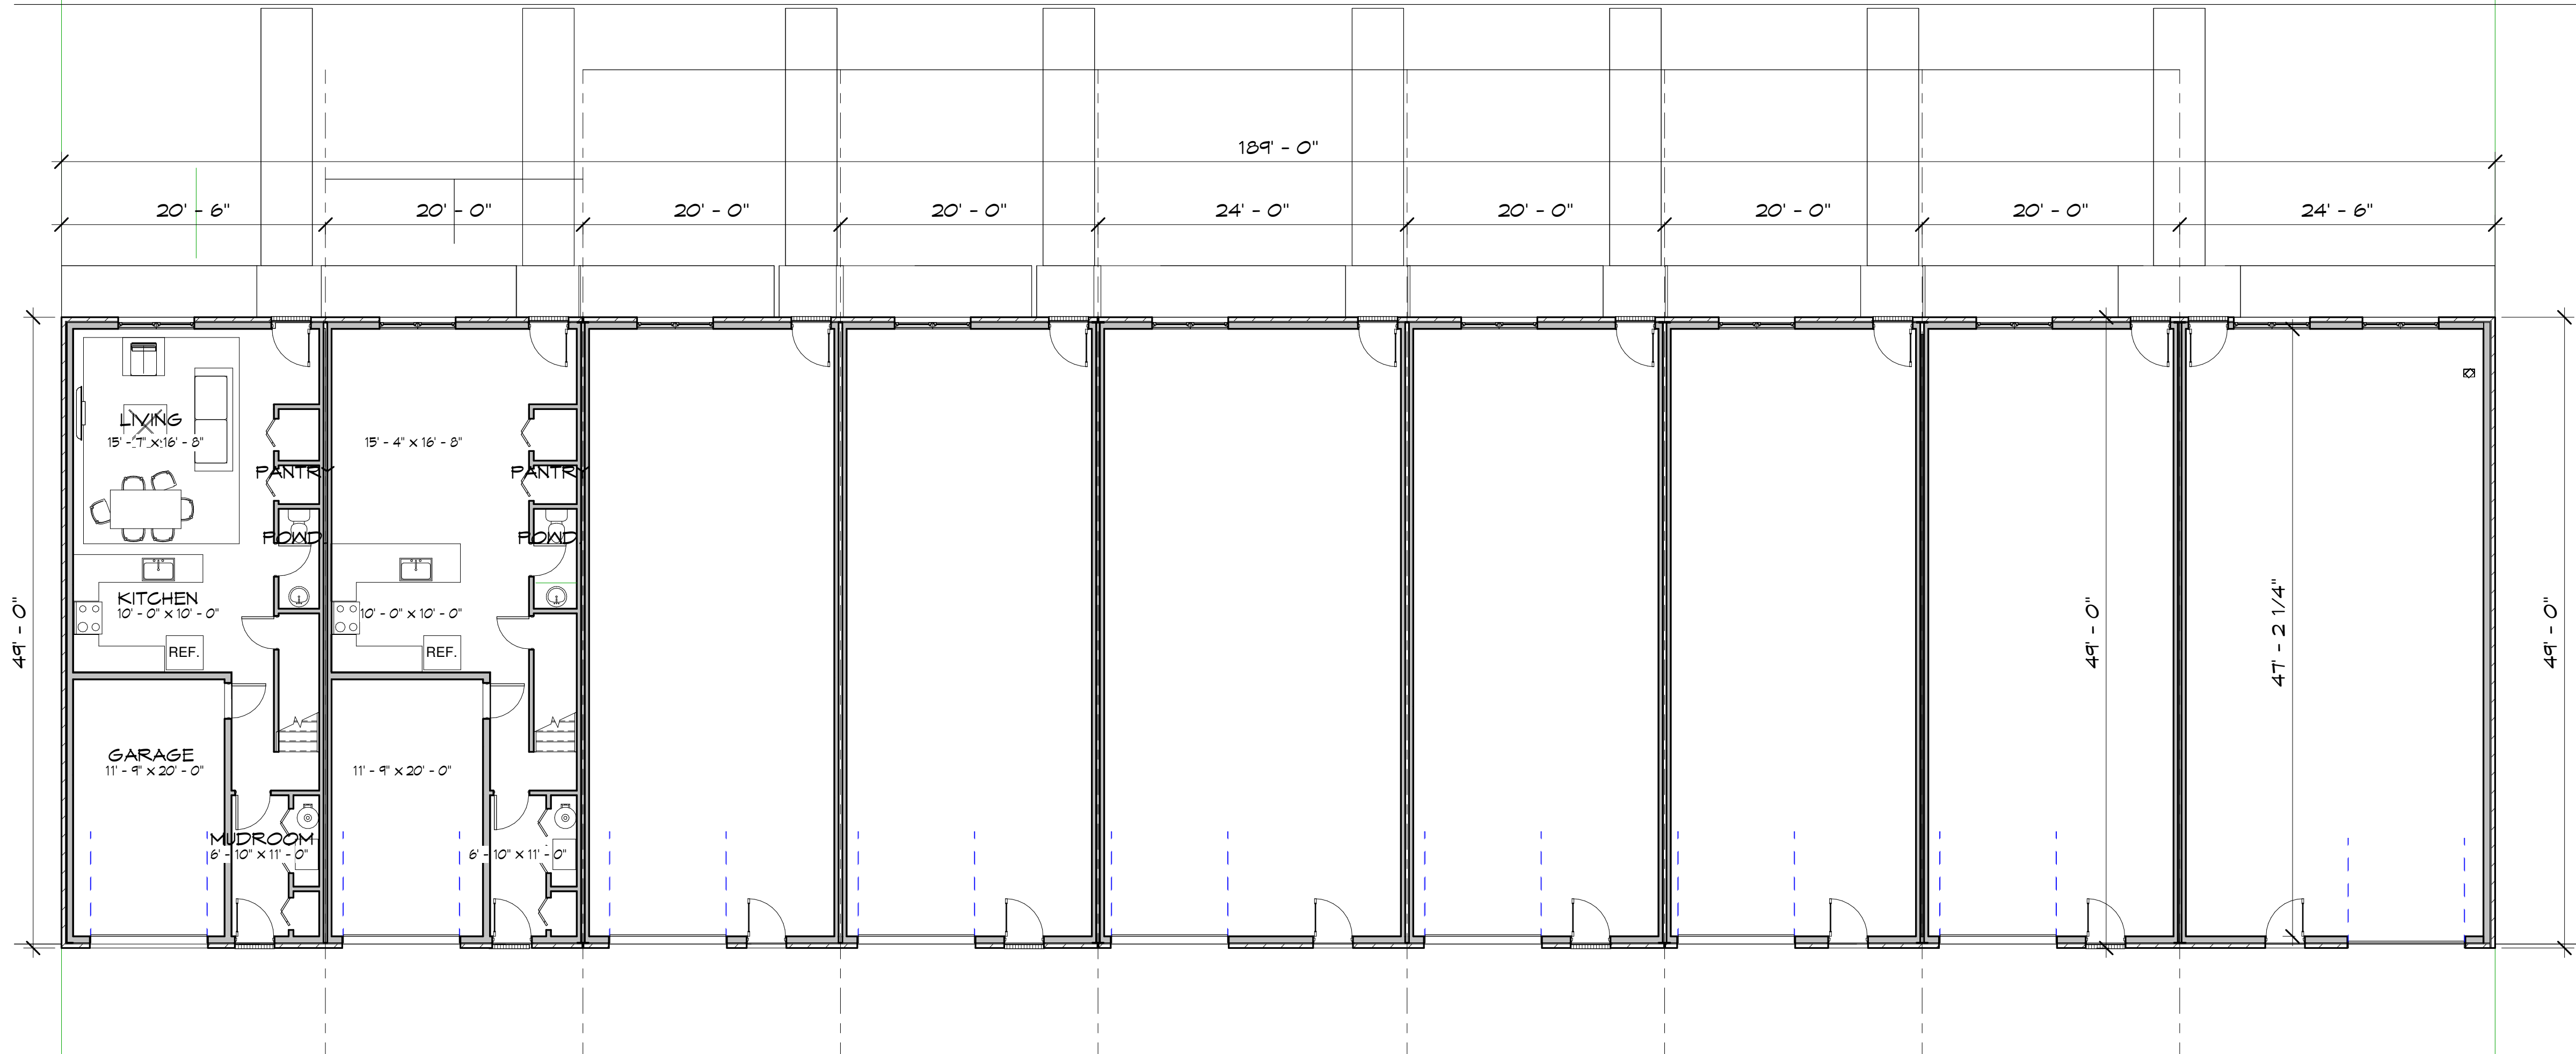 189' - 0"
20' - 6"
20' - 0"
20' - 0"
20' - 0"
24' - 0"
20' - 0"
20' - 0"
20' - 0"
24' - 6"
LIVING
15' - 7" x 16' - 8"
15' - 4" x 16' - 8"
PANTRY
PANTRY
POWD
POWD
KITCHEN
10' - 0" x 10' - 0"
10' - 0" x 10' - 0"
REF.
REF.
49' - 0"
49' - 0"
47' - 2 1/4"
49' - 0"
GARAGE
11' - 9" x 20' - 0"
11' - 9" x 20' - 0"
MUDROOM
6' - 10" x 11' - 0"
6' - 10" x 11' - 0"